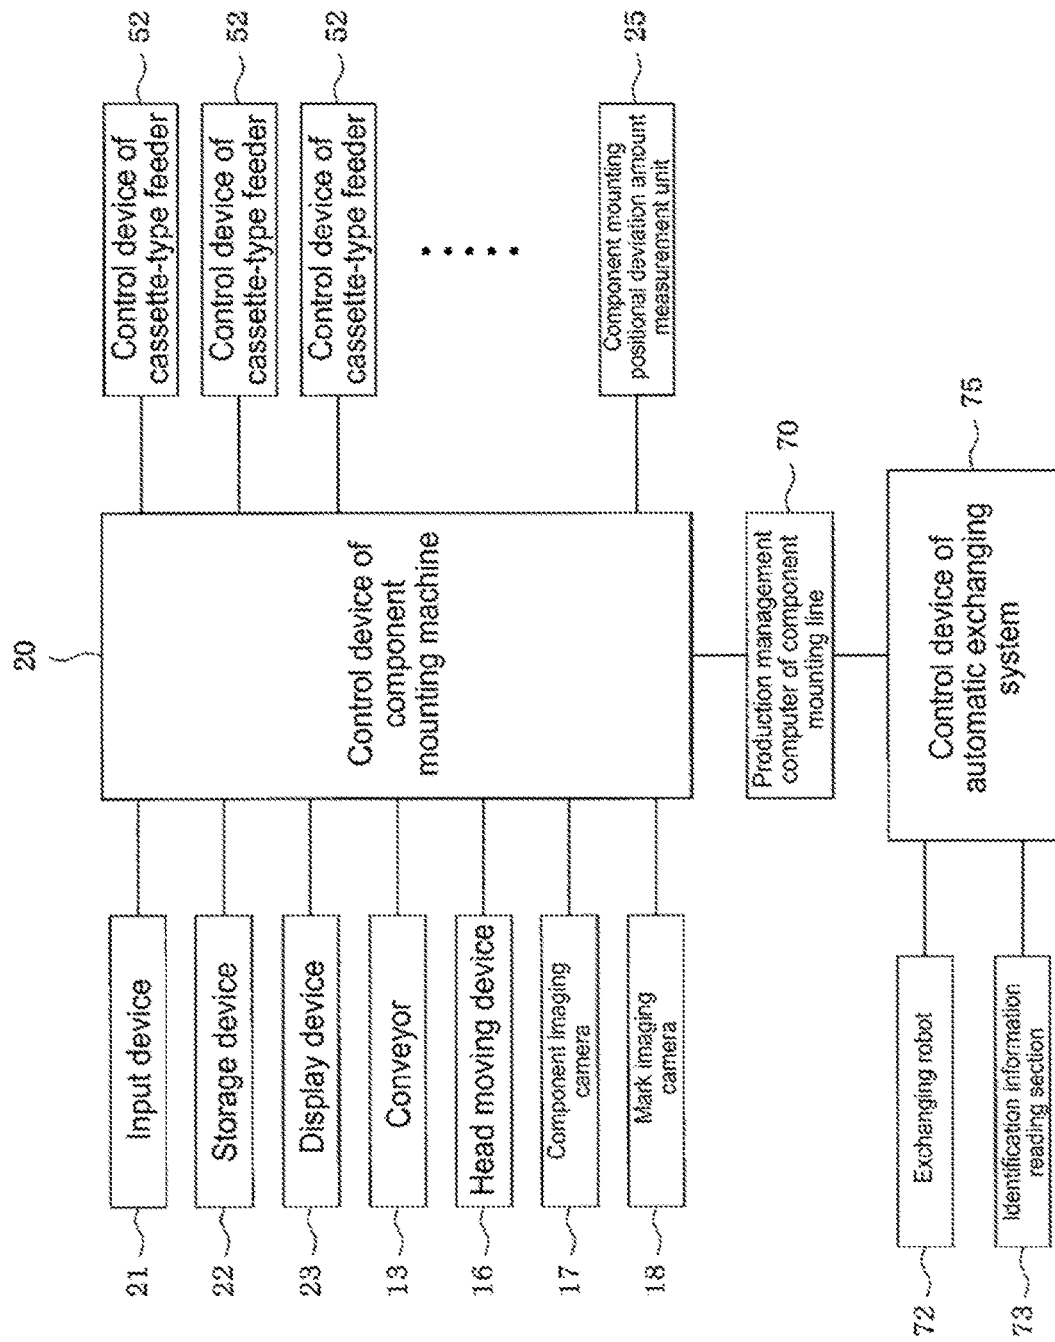 20
21
Input device
22
Storage device
23
Display device
13
Conveyor
16
Head moving device
17
Component imaging
camera
18
Mark imaging
camera
Control device of
component
mounting machine
Control device of
cassette-type feeder
52
Control device of
cassette-type feeder
52
Control device of
cassette-type feeder
52
Component mounting
positional deviation amount
measurement unit
25
Production management
computer of component
mounting line
70
72
Exchanging robot
73
Identification information
reading section
Control device of
automatic exchanging
system
75